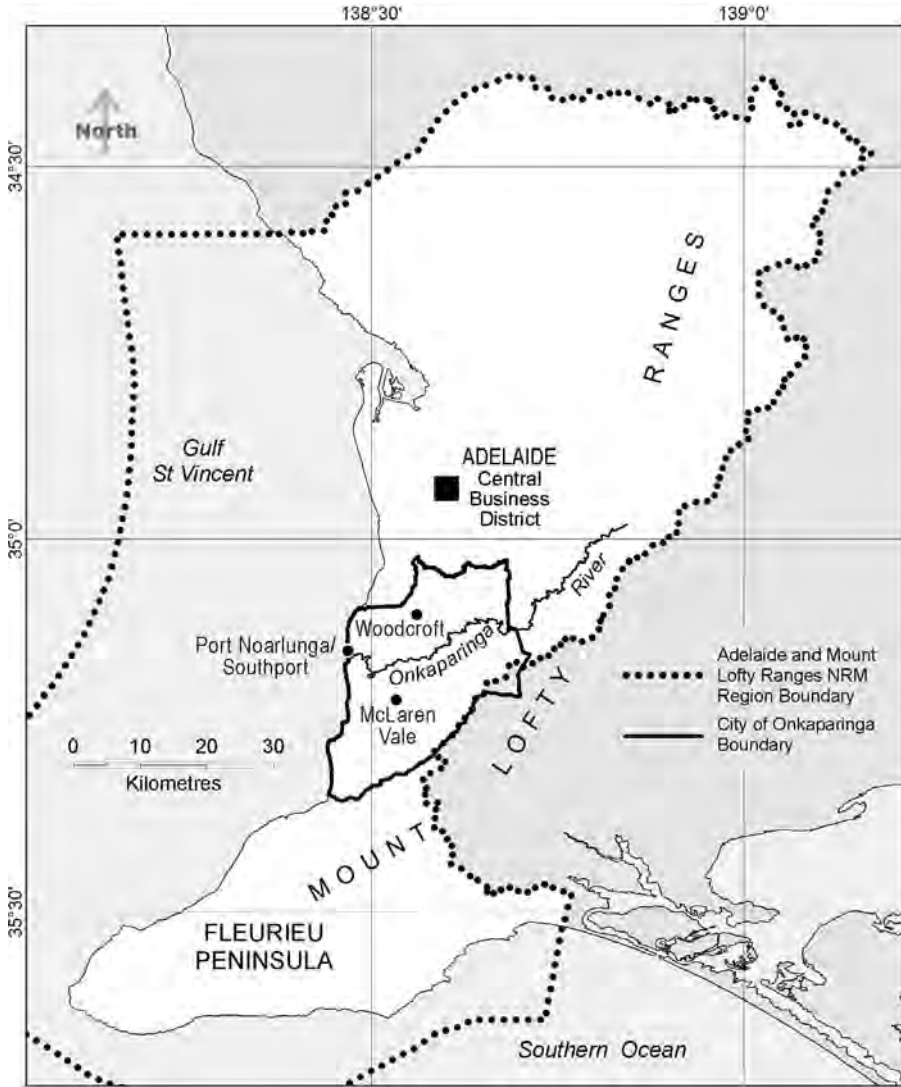 138°30'
139°0'
North
34°30'
RANGES
Gulf
St Vincent
ADELAIDE
Central
Business
District
35°0'
River
Woodcroft
Port Noarlunga/
Southport
Onkaparinga
McLaren
Vale
Adelaide and Mount
Lofty Ranges NRM
Region Boundary
City of Onkaparinga
Boundary
LOFTY
0 10 20 30
Kilometres
MOUNT
35°30'
FLEURIEU
PENINSULA
Southern Ocean